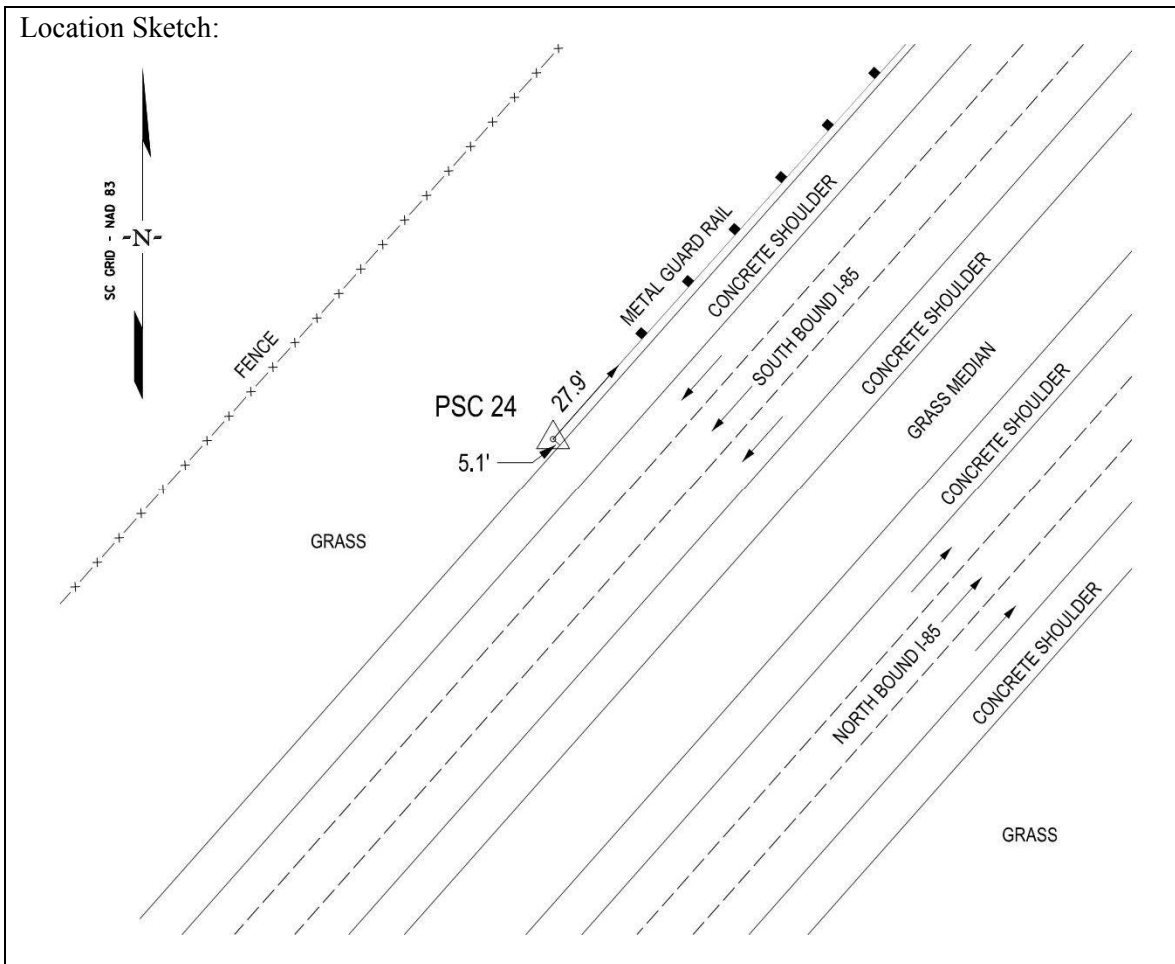 Location Sketch:
SC GRID - NAD 83
-N-
FENCE
METAL GUARD RAIL
CONCRETE SHOULDER
SOUTH BOUND I-85
CONCRETE SHOULDER
GRASS MEDIAN
CONCRETE SHOULDER
27.9'
PSC 24
5.1'
GRASS
NORTH BOUND I-85
CONCRETE SHOULDER
GRASS